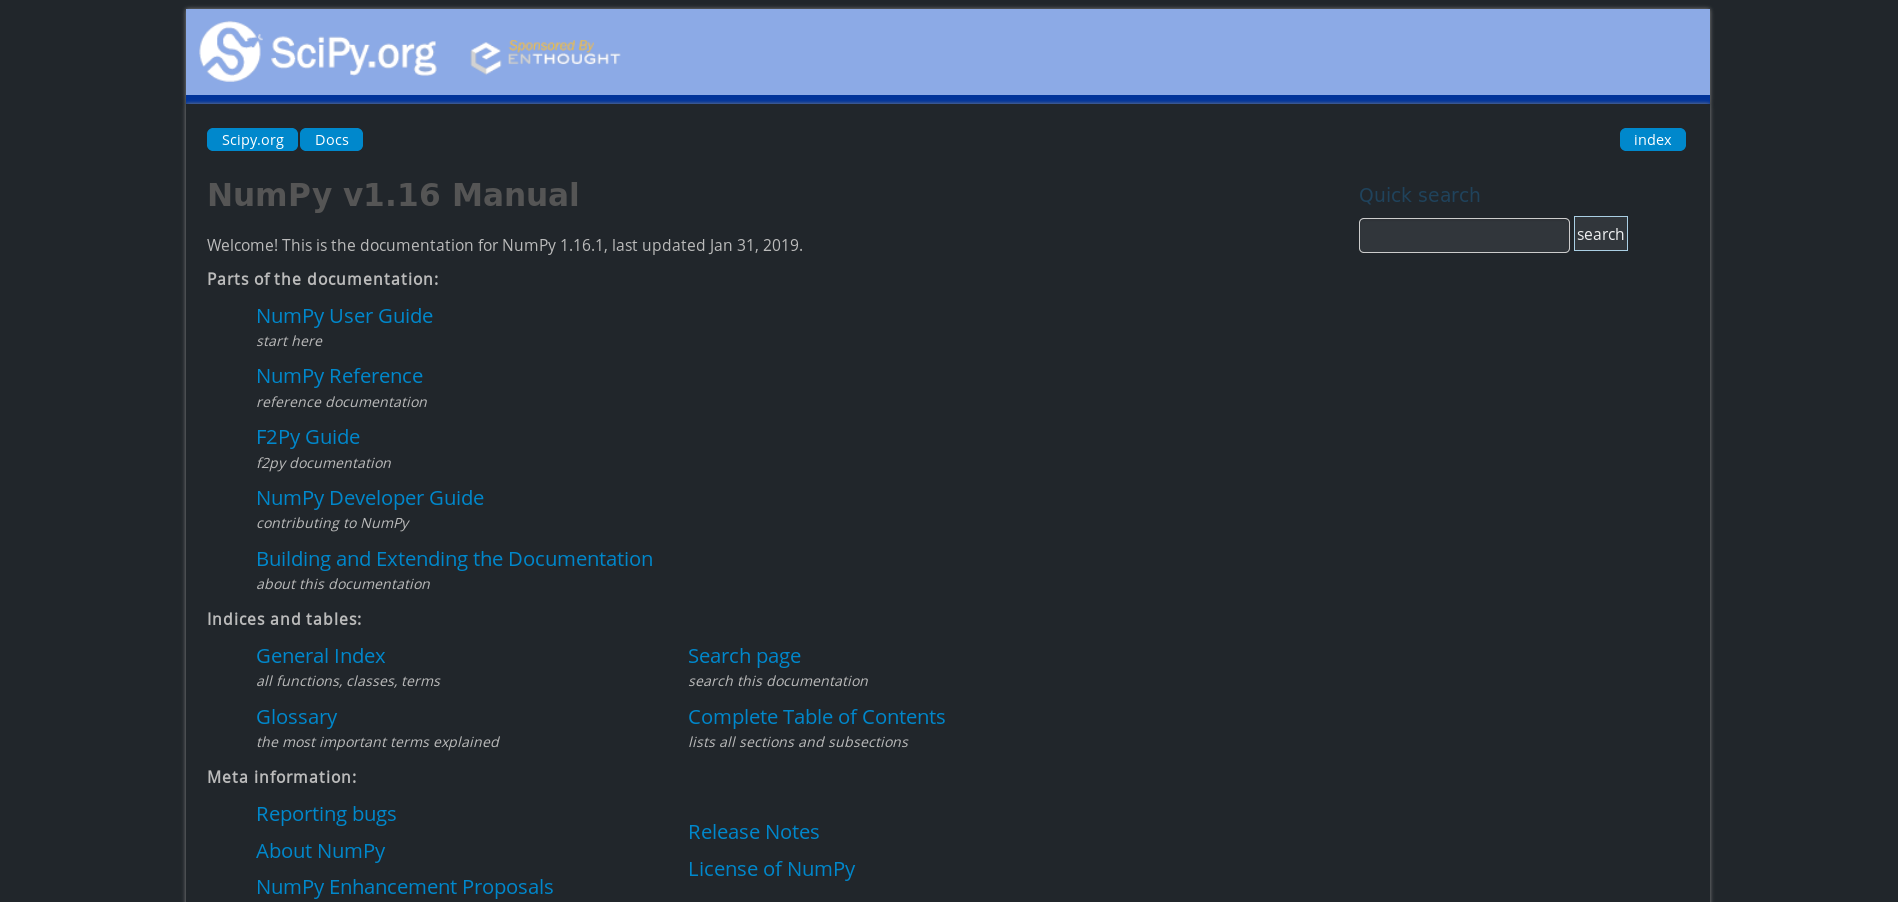 SciPy.org
Sponsored By
ENTHOUGHT
Scipy.org Docs index
NumPy v1.16 Manual
Quick search
search
Welcome! This is the documentation for NumPy 1.16.1, last updated Jan 31, 2019.
Parts of the documentation:
NumPy User Guide
start here
NumPy Reference
reference documentation
F2Py Guide
f2py documentation
NumPy Developer Guide
contributing to NumPy
Building and Extending the Documentation
about this documentation
Indices and tables:
General Index
all functions, classes, terms
Glossary
the most important terms explained
Search page
search this documentation
Complete Table of Contents
lists all sections and subsections
Meta information:
Reporting bugs
About NumPy
NumPy Enhancement Proposals
Release Notes
License of NumPy